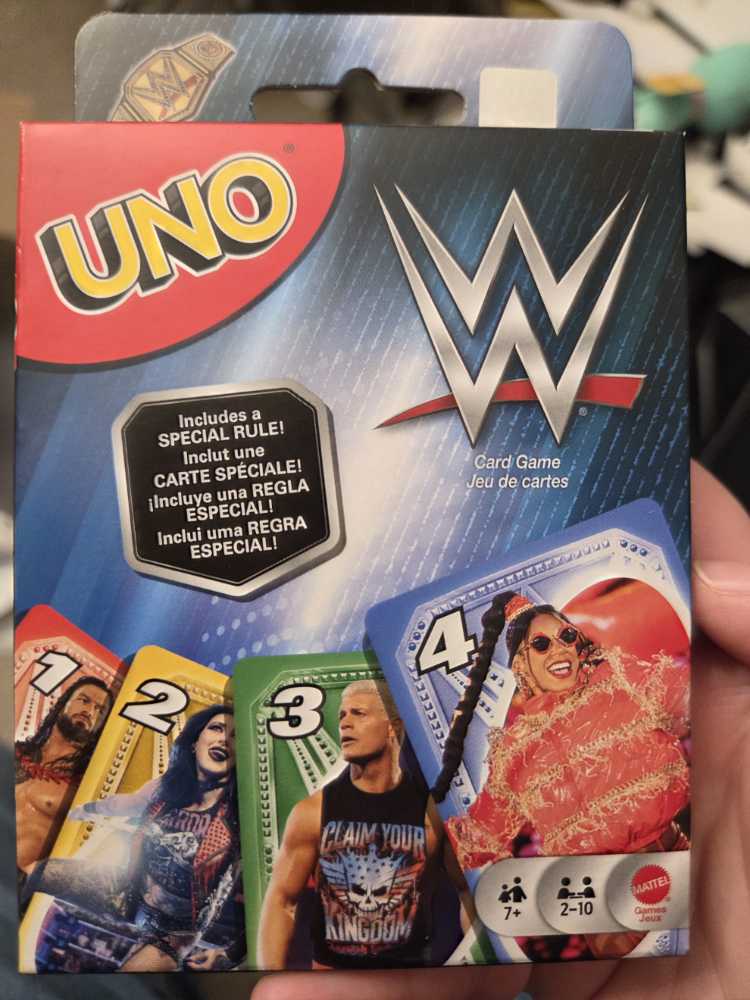 W
UNO®
W
Card Game
Jeu de cartes
Includes a
SPECIAL RULE!
Inclut une
CARTE SPÉCIALE!
¡Incluye una REGLA
ESPECIAL!
Inclui uma REGRA
ESPECIAL!
1
2
3
4
CLAIM YOUR
KINGDOM
7+
2-10
MATTEL
Games
Jeux